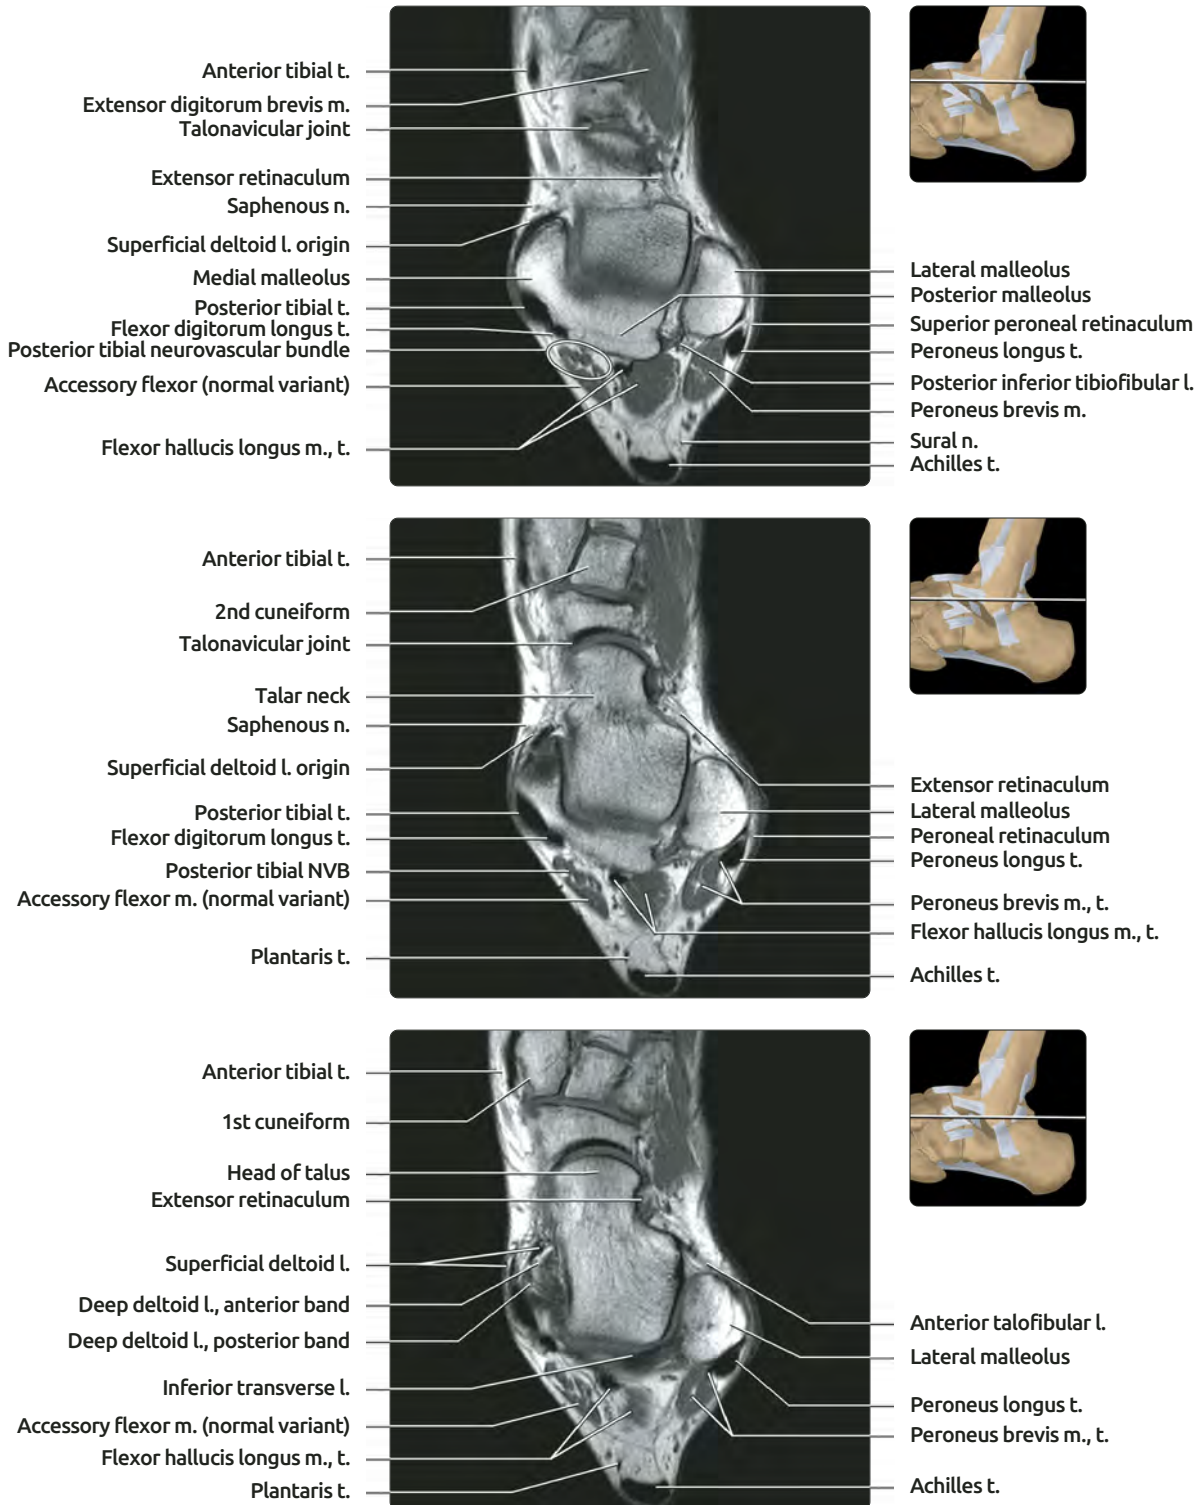 Anterior tibial t.
Extensor digitorum brevis m.
Talonavicular joint
Extensor retinaculum
Saphenous n.
Superficial deltoid l. origin
Medial malleolus
Posterior tibial t.
Flexor digitorum longus t.
Posterior tibial neurovascular bundle
Accessory flexor (normal variant)
Flexor hallucis longus m., t.
Lateral malleolus
Posterior malleolus
Superior peroneal retinaculum
Peroneus longus t.
Posterior inferior tibiofibular l.
Peroneus brevis m.
Sural n.
Achilles t.
Anterior tibial t.
2nd cuneiform
Talonavicular joint
Talar neck
Saphenous n.
Superficial deltoid l. origin
Posterior tibial t.
Flexor digitorum longus t.
Posterior tibial NVB
Accessory flexor m. (normal variant)
Plantaris t.
Extensor retinaculum
Lateral malleolus
Peroneal retinaculum
Peroneus longus t.
Peroneus brevis m., t.
Flexor hallucis longus m., t.
Achilles t.
Anterior tibial t.
1st cuneiform
Head of talus
Extensor retinaculum
Superficial deltoid l.
Deep deltoid l., anterior band
Deep deltoid l., posterior band
Inferior transverse l.
Accessory flexor m. (normal variant)
Flexor hallucis longus m., t.
Plantaris t.
Anterior talofibular l.
Lateral malleolus
Peroneus longus t.
Peroneus brevis m., t.
Achilles t.